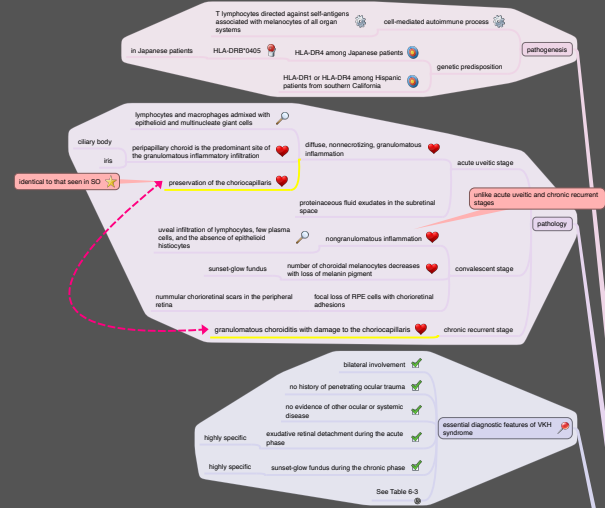 T lymphocytes directed against self-antigens
associated with melanocytes of all organ
systems
cell-mediated autoimmune process
pathogenesis
in Japanese patients
HLA-DRB*0405
HLA-DR4 among Japanese patients
genetic predisposition
HLA-DR1 or HLA-DR4 among Hispanic
patients from southern California
lymphocytes and macrophages admixed with
epithelioid and multinucleate giant cells
ciliary body
iris
peripapillary choroid is the predominant site of
the granulomatous inflammatory infiltration
diffuse, nonnecrotizing, granulomatous
inflammation
acute uveitic stage
identical to that seen in SO
preservation of the choriocapillaris
proteinaceous fluid exudates in the subretinal
space
unlike acute uveitic and chronic recurrent
stages
pathology
uveal infiltration of lymphocytes, few plasma
cells, and the absence of epithelioid
histiocytes
nongranulomatous inflammation
sunset-glow fundus
number of choroidal melanocytes decreases
with loss of melanin pigment
convalescent stage
nummular chorioretinal scars in the peripheral
retina
focal loss of RPE cells with chorioretinal
adhesions
granulomatous choroiditis with damage to the choriocapillaris
chronic recurrent stage
bilateral involvement
no history of penetrating ocular trauma
no evidence of other ocular or systemic
disease
essential diagnostic features of VKH
syndrome
highly specific
exudative retinal detachment during the acute
phase
highly specific
sunset-glow fundus during the chronic phase
See Table 6-3